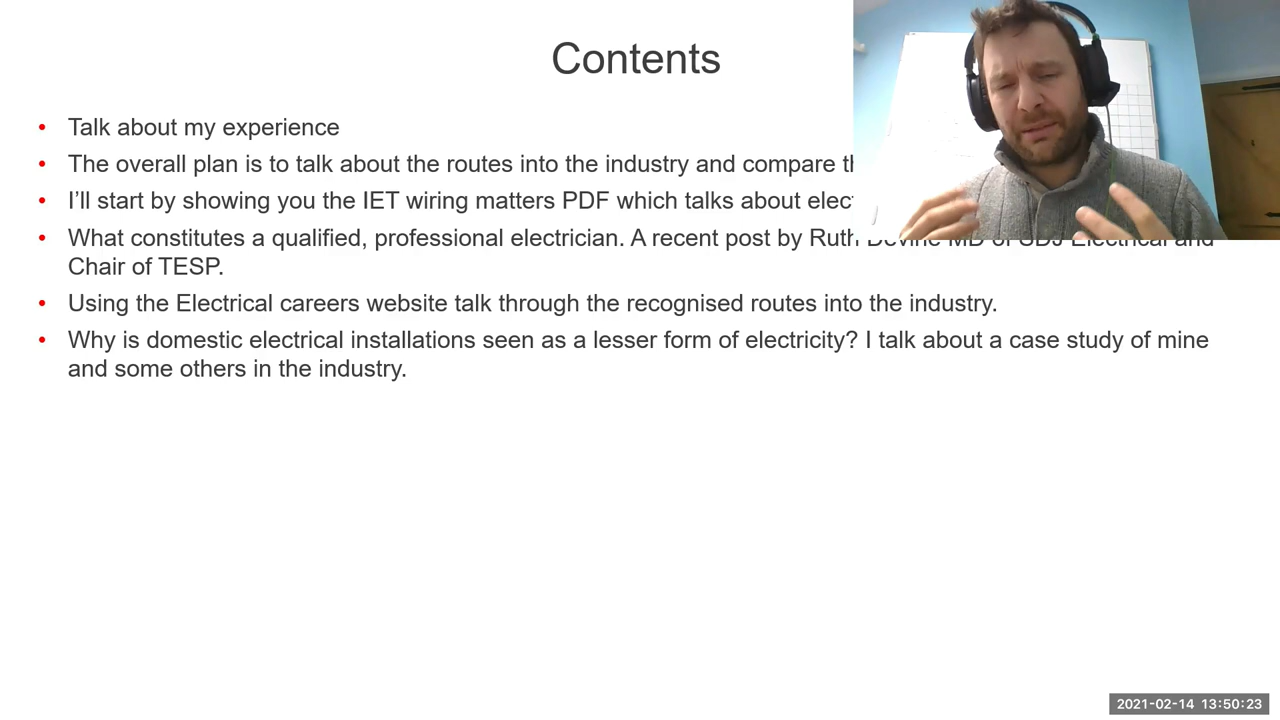 Contents
• Talk about my experience
• The overall plan is to talk about the routes into the industry and compare
• I’ll start by showing you the IET wiring matters PDF which talks about
• What constitutes a qualified, professional electrician. A recent post by Ruth Devine MD of SDJ Electrical and
Chair of TESP.
• Using the Electrical careers website talk through the recognised routes into the industry.
• Why is domestic electrical installations seen as a lesser form of electricity? I talk about a case study of mine
and some others in the industry.
2021-02-14 13:50:23